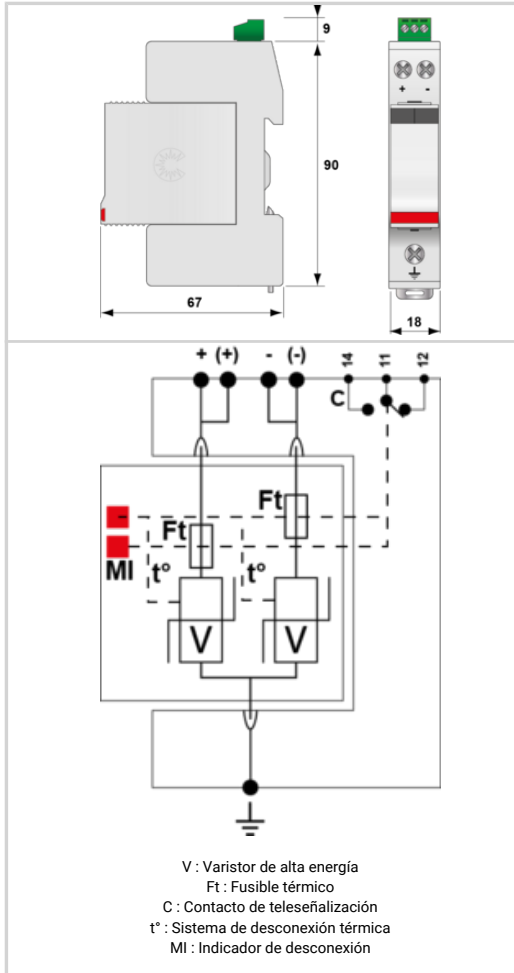 9
90
67
+ -
18
+ (+) - (-) 14 11 12
C
Ft
Ft
MI
t° t°
V V
V : Varistor de alta energía
Ft : Fusible térmico
C : Contacto de teleseñalización
t° : Sistema de desconexión térmica
MI : Indicador de desconexión